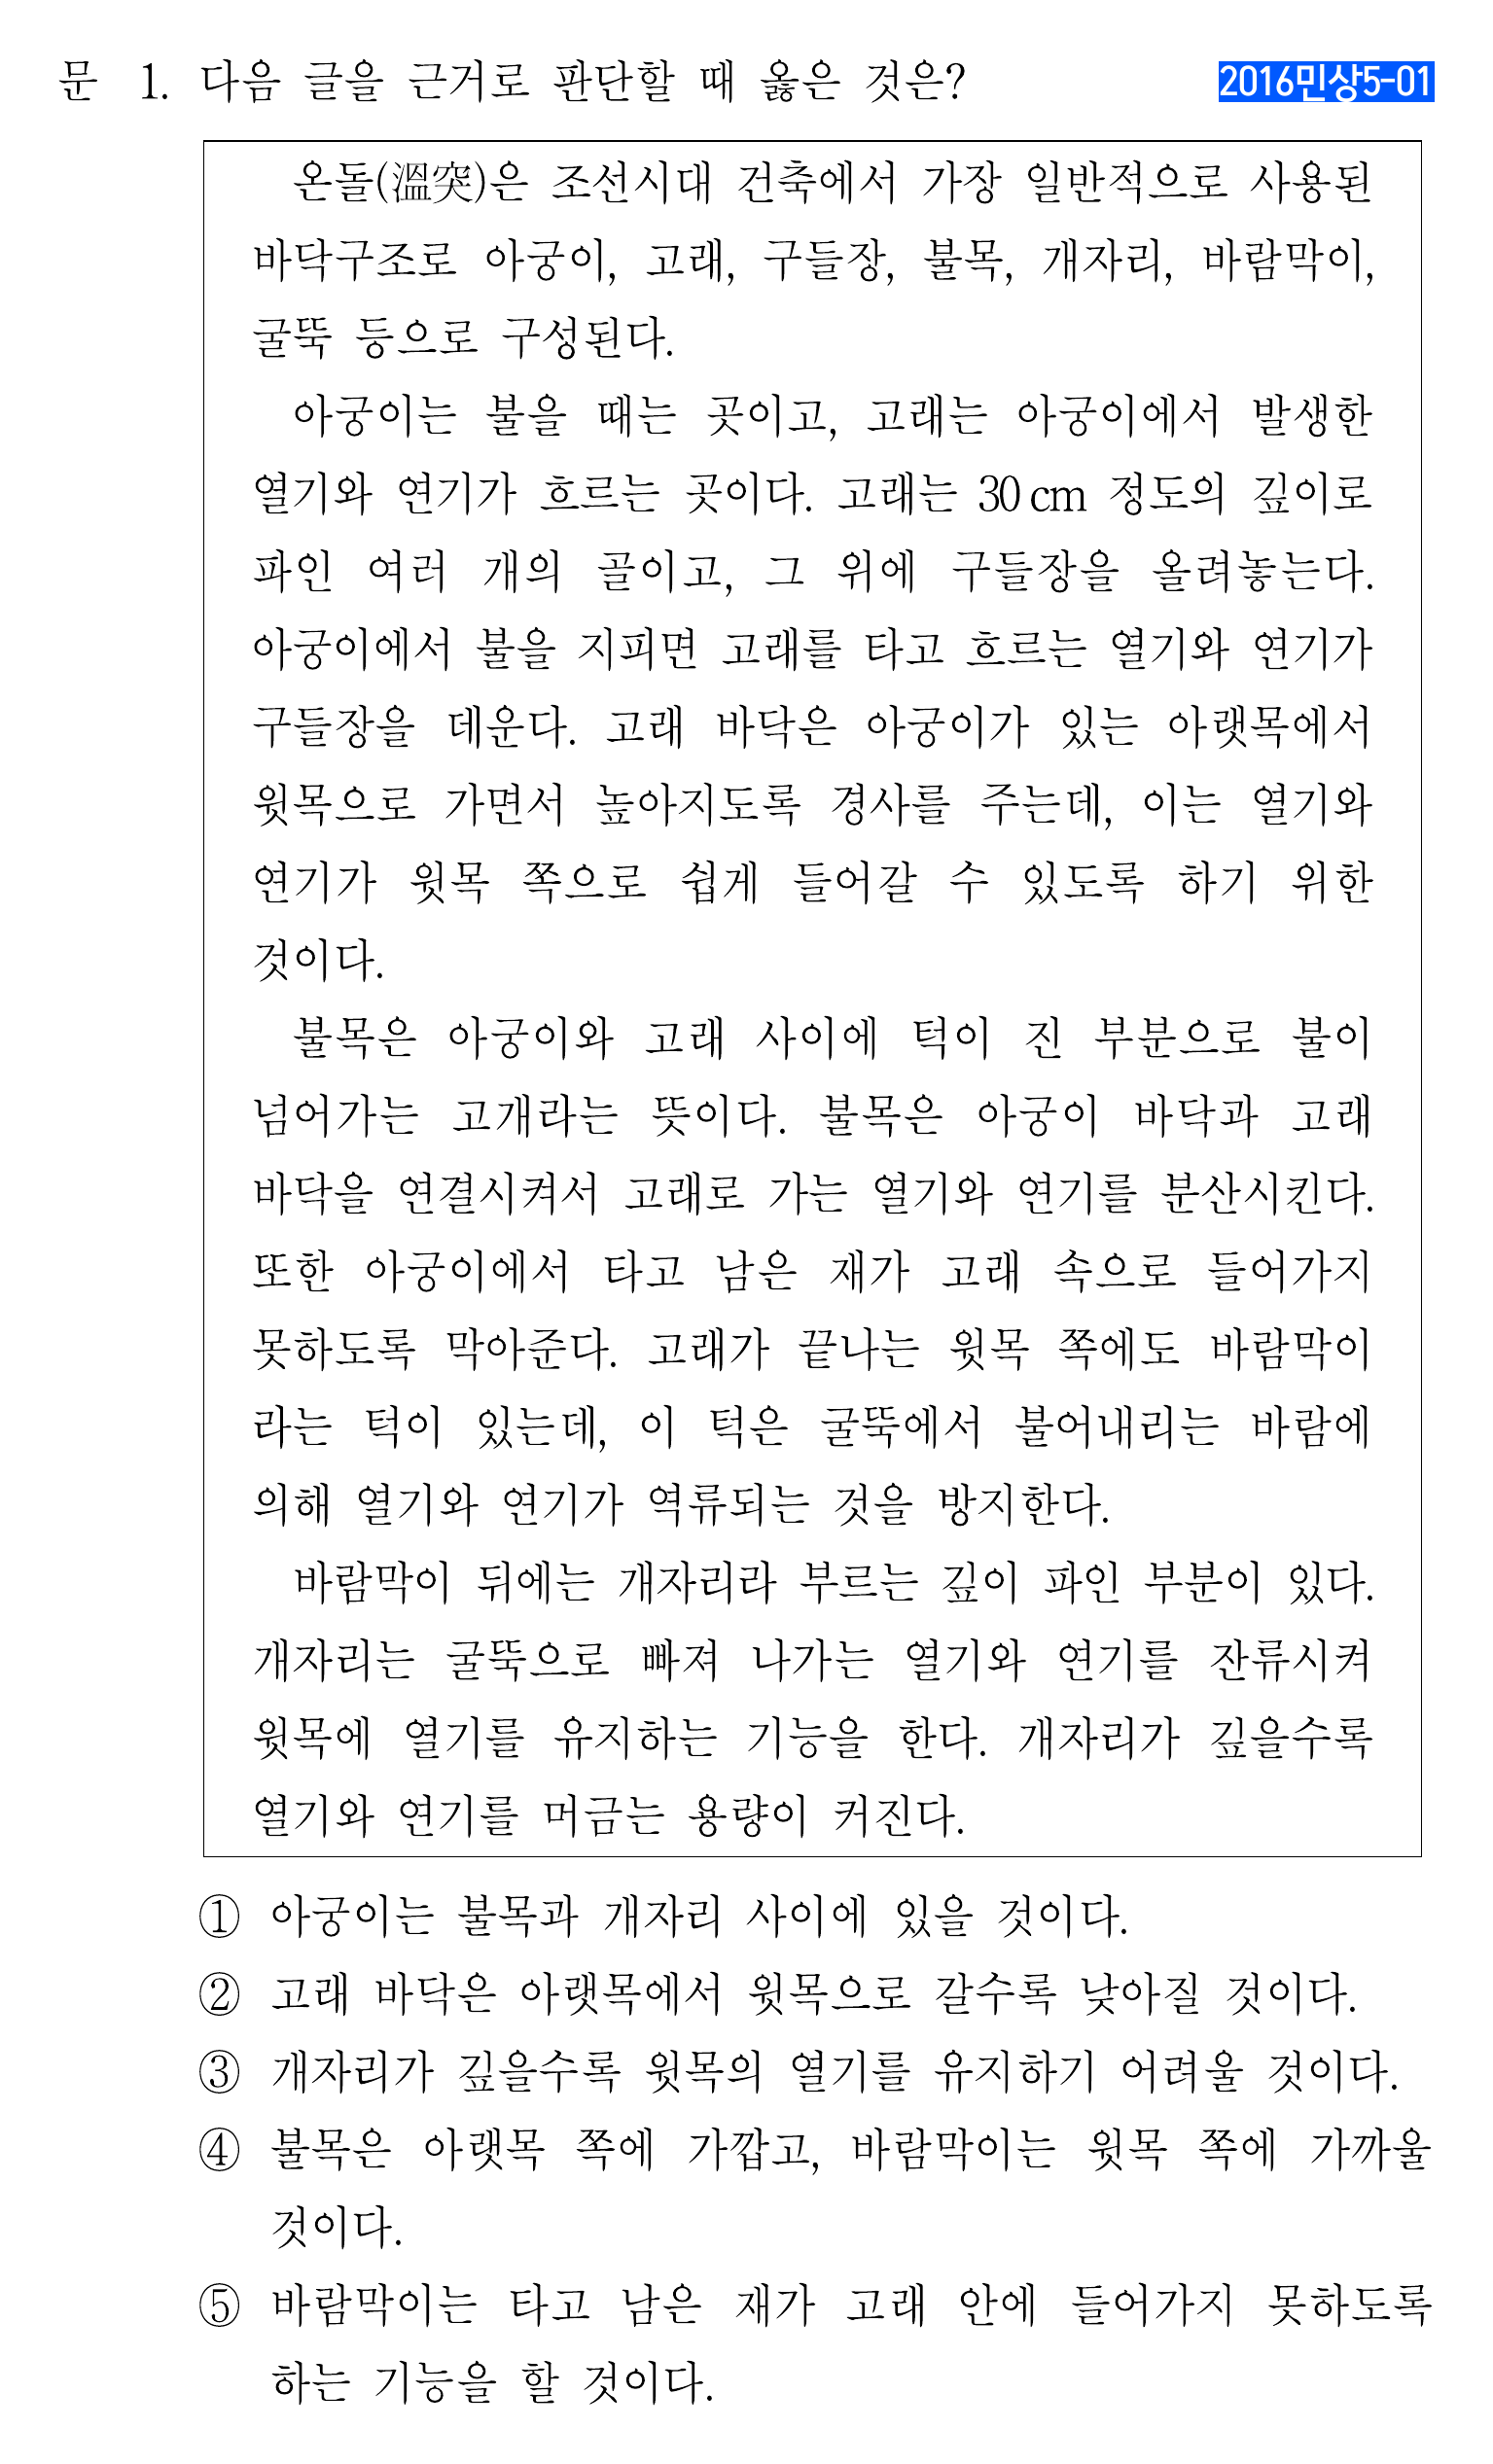 문 1. 다음 글을 근거로 판단할 때 옳은 것은?
2016민상5-01
온돌(溫突)은 조선시대 건축에서 가장 일반적으로 사용된
바닥구조로 아궁이, 고래, 구들장, 불목, 개자리, 바람막이,
굴뚝 등으로 구성된다.
아궁이는 불을 때는 곳이고, 고래는 아궁이에서 발생한
열기와 연기가 흐르는 곳이다. 고래는 30 cm 정도의 깊이로
파인 여러 개의 골이고, 그 위에 구들장을 올려놓는다.
아궁이에서 불을 지피면 고래를 타고 흐르는 열기와 연기가
구들장을 데운다. 고래 바닥은 아궁이가 있는 아랫목에서
윗목으로 가면서 높아지도록 경사를 주는데, 이는 열기와
연기가 윗목 쪽으로 쉽게 들어갈 수 있도록 하기 위한
것이다.
불목은 아궁이와 고래 사이에 턱이 진 부분으로 불이
넘어가는 고개라는 뜻이다. 불목은 아궁이 바닥과 고래
바닥을 연결시켜서 고래로 가는 열기와 연기를 분산시킨다.
또한 아궁이에서 타고 남은 재가 고래 속으로 들어가지
못하도록 막아준다. 고래가 끝나는 윗목 쪽에도 바람막이
라는 턱이 있는데, 이 턱은 굴뚝에서 불어내리는 바람에
의해 열기와 연기가 역류되는 것을 방지한다.
바람막이 뒤에는 개자리라 부르는 깊이 파인 부분이 있다.
개자리는 굴뚝으로 빠져 나가는 열기와 연기를 잔류시켜
윗목에 열기를 유지하는 기능을 한다. 개자리가 깊을수록
열기와 연기를 머금는 용량이 커진다.
① 아궁이는 불목과 개자리 사이에 있을 것이다.
② 고래 바닥은 아랫목에서 윗목으로 갈수록 낮아질 것이다.
③ 개자리가 깊을수록 윗목의 열기를 유지하기 어려울 것이다.
④ 불목은 아랫목 쪽에 가깝고, 바람막이는 윗목 쪽에 가까울
것이다.
⑤ 바람막이는 타고 남은 재가 고래 안에 들어가지 못하도록
하는 기능을 할 것이다.